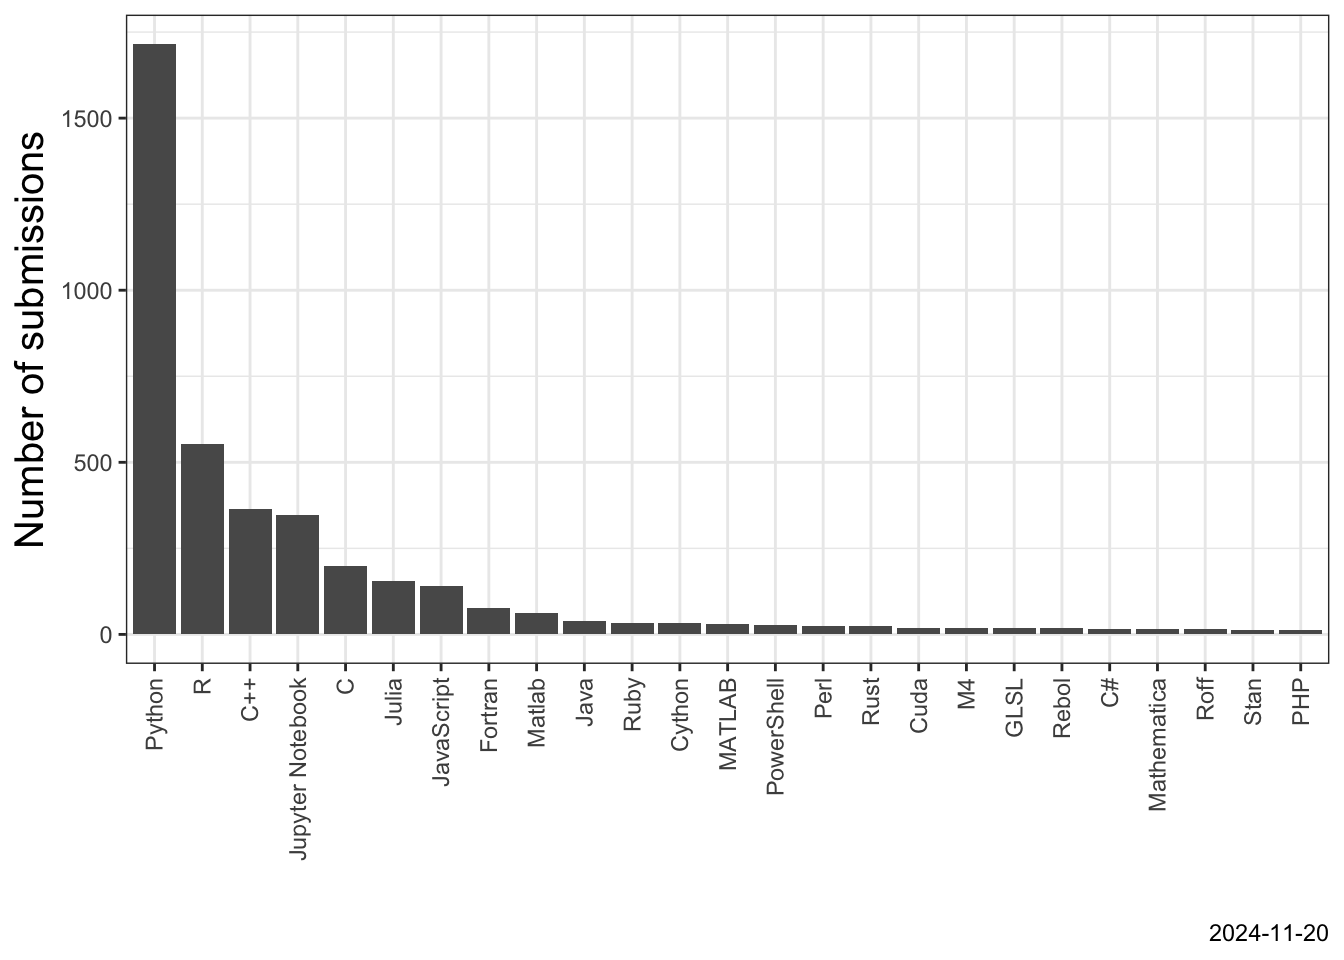 Number of submissions
1500
1000
500
0
Python
R
C++
Jupyter Notebook
C
Julia
JavaScript
Fortran
Matlab
Java
Ruby
Cython
MATLAB
PowerShell
Perl
Rust
Cuda
M4
GLSL
Rebol
C#
Mathematica
Roff
Stan
PHP
2024-11-20